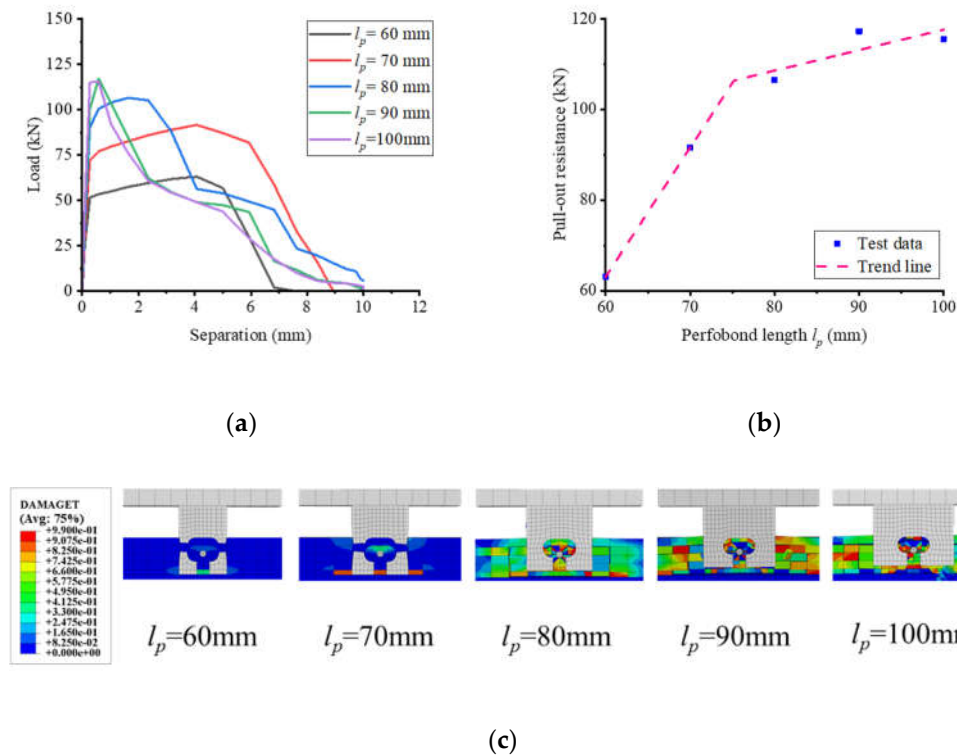 150
125
100
75
50
25
0
Load (kN)
0 2 4 6 8 10 12
Separation (mm)
lp= 60 mm
lp= 70 mm
lp= 80 mm
lp= 90 mm
lp=100mm
(a)
120
100
80
60
Pull-out resistance (kN)
60 70 80 90 100
Perfobond length lp (mm)
Test data
Trend line
(b)
DAMAGET
(Avg: 75%)
+9.900e-01
+9.075e-01
+8.250e-01
+7.425e-01
+6.600e-01
+5.775e-01
+4.950e-01
+4.125e-01
+3.300e-01
+2.475e-01
+1.650e-01
+8.250e-02
+0.000e+00
lp=60mm
lp=70mm
lp=80mm
lp=90mm
lp=100m
(c)